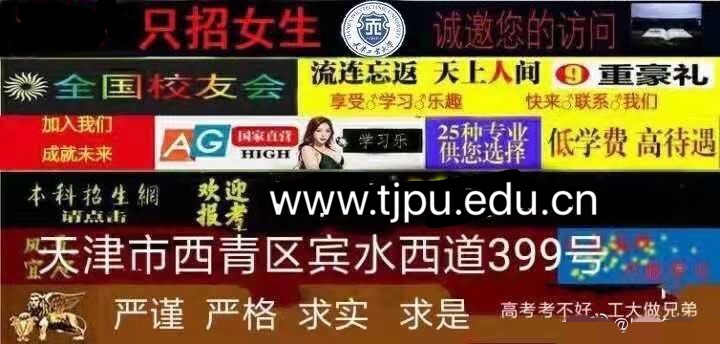 只招女生
诚邀您的访问
全国校友会
流连忘返 天上人间
9重豪礼
享受♂学习♂乐趣
快来♂联系♂我们
加入我们
成就未来
AG
国家直营
HIGH
学习乐
25种专业
供您选择
低学费 高待遇
本科招生網
请点击
欢迎
报考
www.tjpu.edu.cn
天津市西青区宾水西道399号
严谨 严格 求实 求是
高考考不好,工大做兄弟